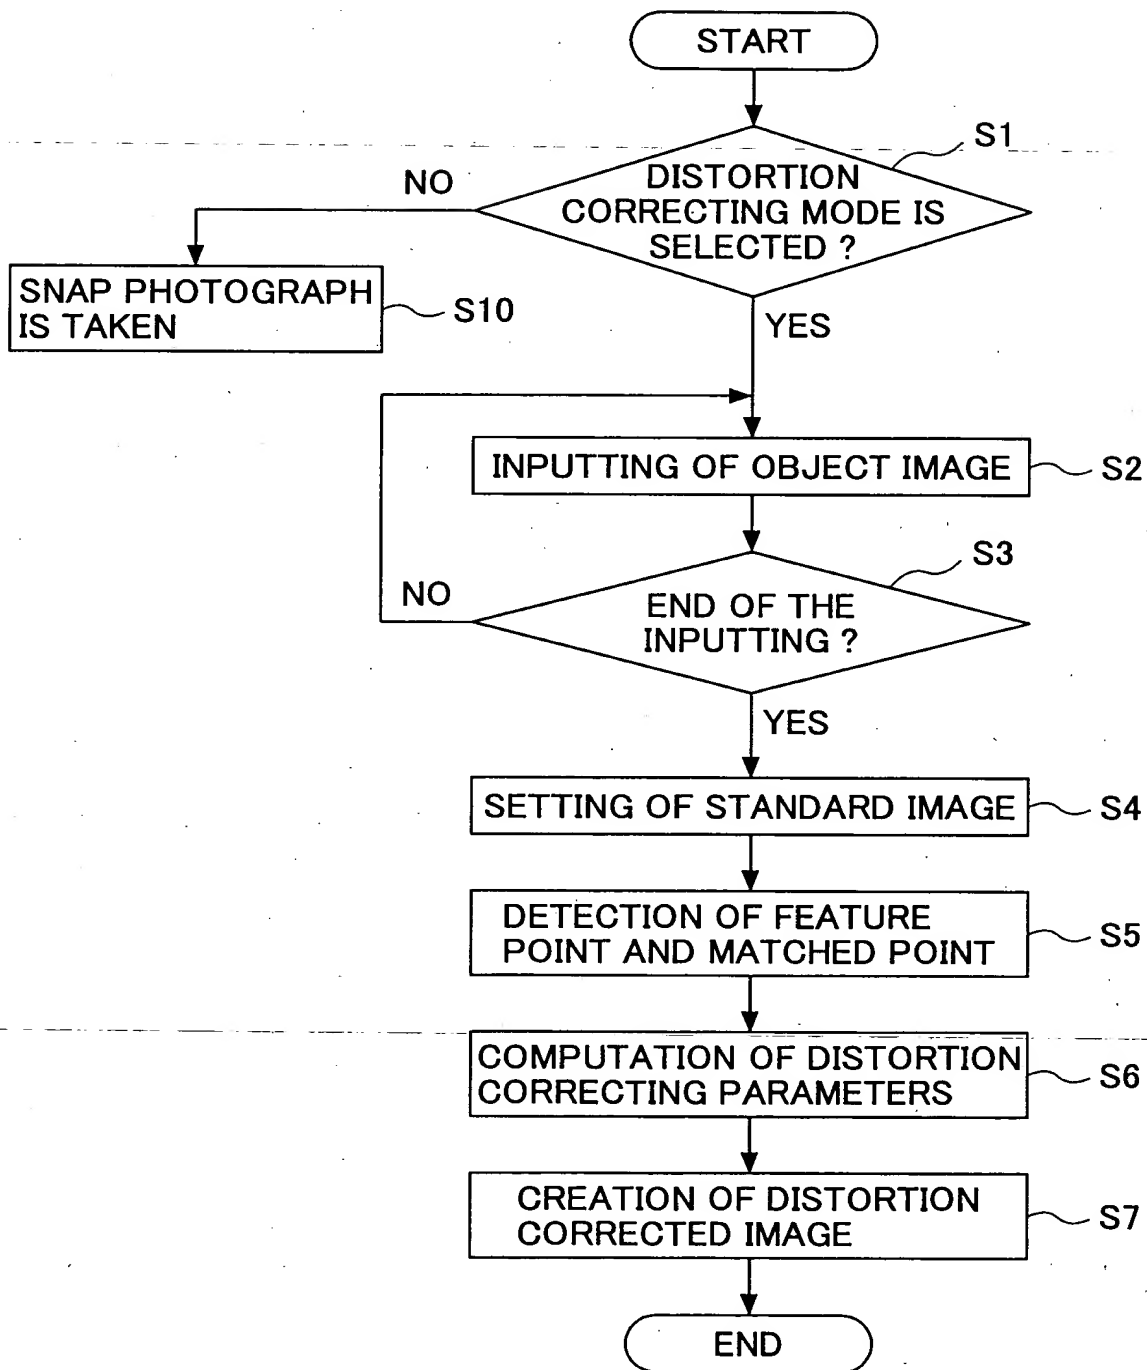 START
S1
DISTORTION
CORRECTING MODE IS
SELECTED ?
NO
SNAP PHOTOGRAPH
IS TAKEN
S10
YES
INPUTTING OF OBJECT IMAGE
S2
S3
NO
END OF THE
INPUTTING ?
YES
SETTING OF STANDARD IMAGE
S4
DETECTION OF FEATURE
POINT AND MATCHED POINT
S5
COMPUTATION OF DISTORTION
CORRECTING PARAMETERS
S6
CREATION OF DISTORTION
CORRECTED IMAGE
S7
END